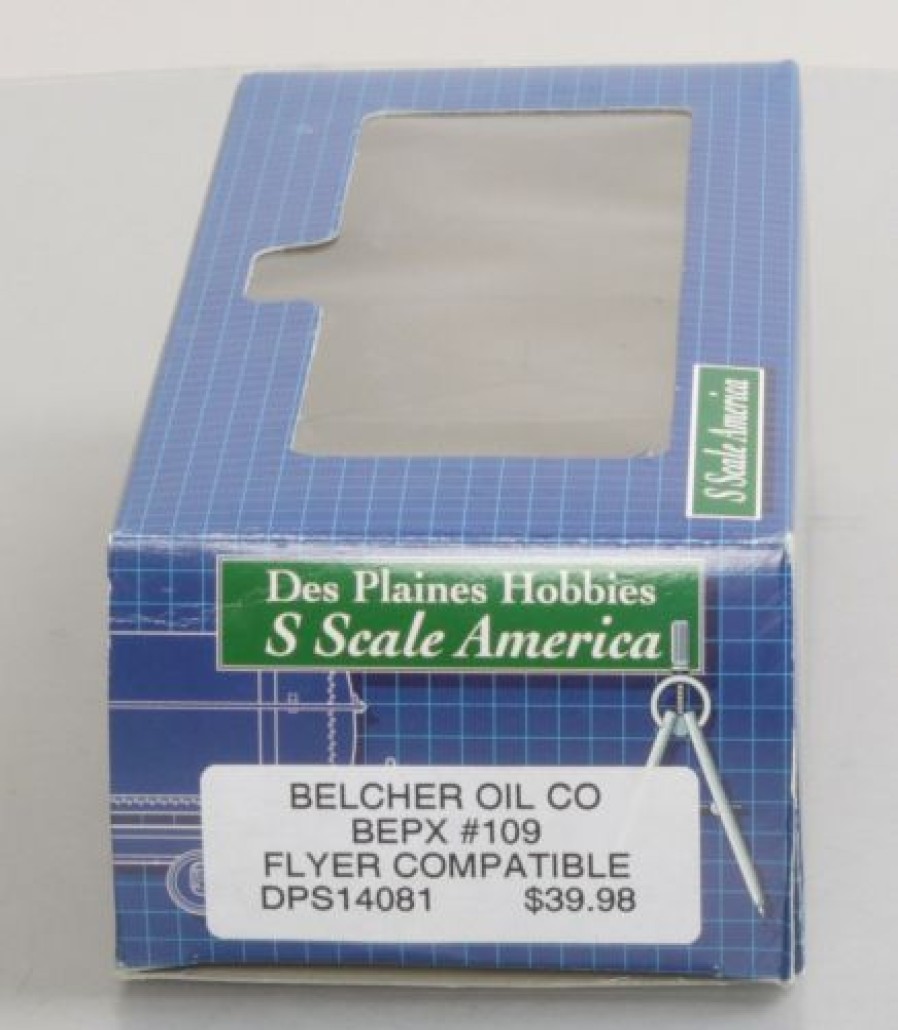 S Scale America
Des Plaines Hobbies
S Scale America
BELCHER OIL CO
BEPX #109
FLYER COMPATIBLE
DPS14081 $39.98